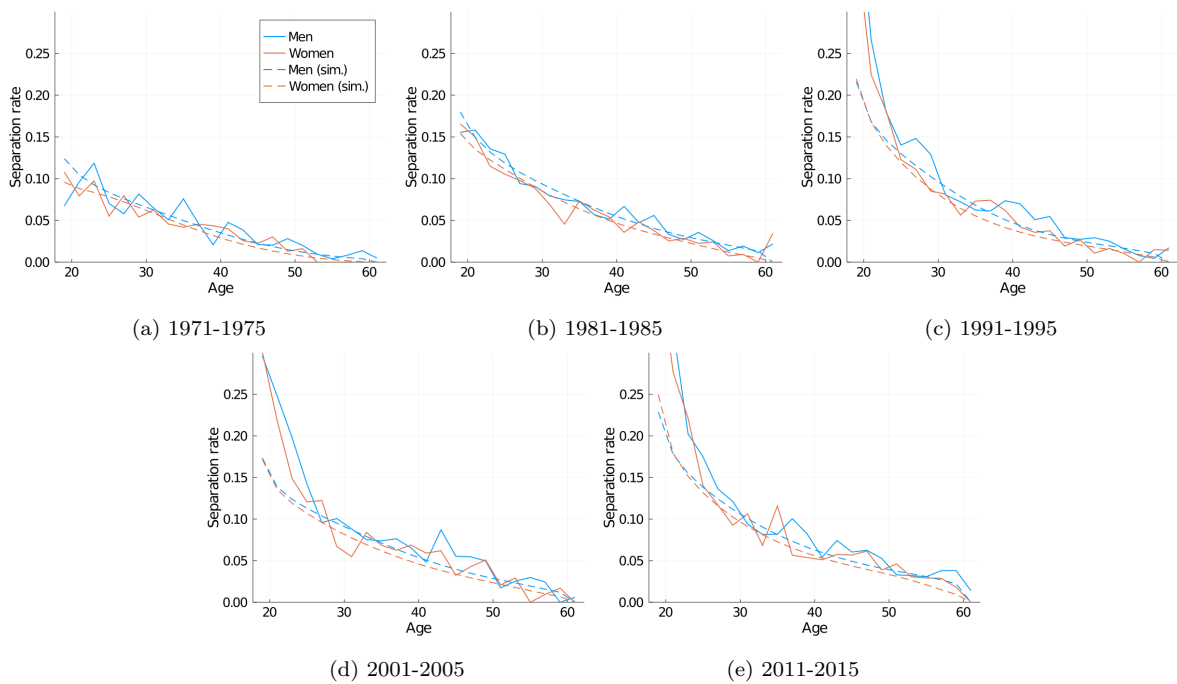 Separation rate
0.25
0.20
0.15
0.10
0.05
0.00
20
30
40
50
60
Age
Men
Women
Men (sim.)
Women (sim.)
(a) 1971-1975
Separation rate
0.25
0.20
0.15
0.10
0.05
0.00
20
30
40
50
60
Age
(b) 1981-1985
Separation rate
0.25
0.20
0.15
0.10
0.05
0.00
20
30
40
50
60
Age
(c) 1991-1995
Separation rate
0.25
0.20
0.15
0.10
0.05
0.00
20
30
40
50
60
Age
(d) 2001-2005
Separation rate
0.25
0.20
0.15
0.10
0.05
0.00
20
30
40
50
60
Age
(e) 2011-2015